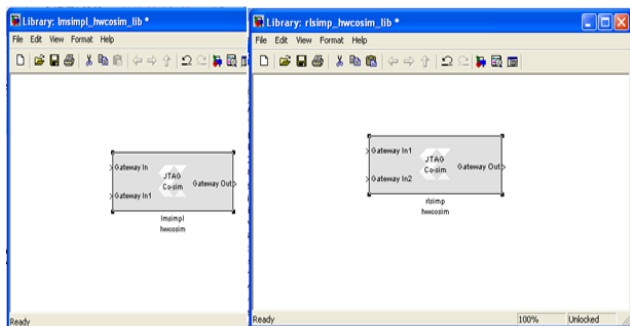 Library: lmsimpl_hwcosim_lib *
File Edit View Format Help
Gateway In
Gateway In1
JTAG
Co-sim
Gateway Out
lmsimpl
hwcosim
Ready
Library: rlsimp_hwcosim_lib *
File Edit View Format Help
Gateway In1
Gateway In2
JTAG
Co-sim
Gateway Out
rlsimp
hwcosim
Ready 100% Unlocked